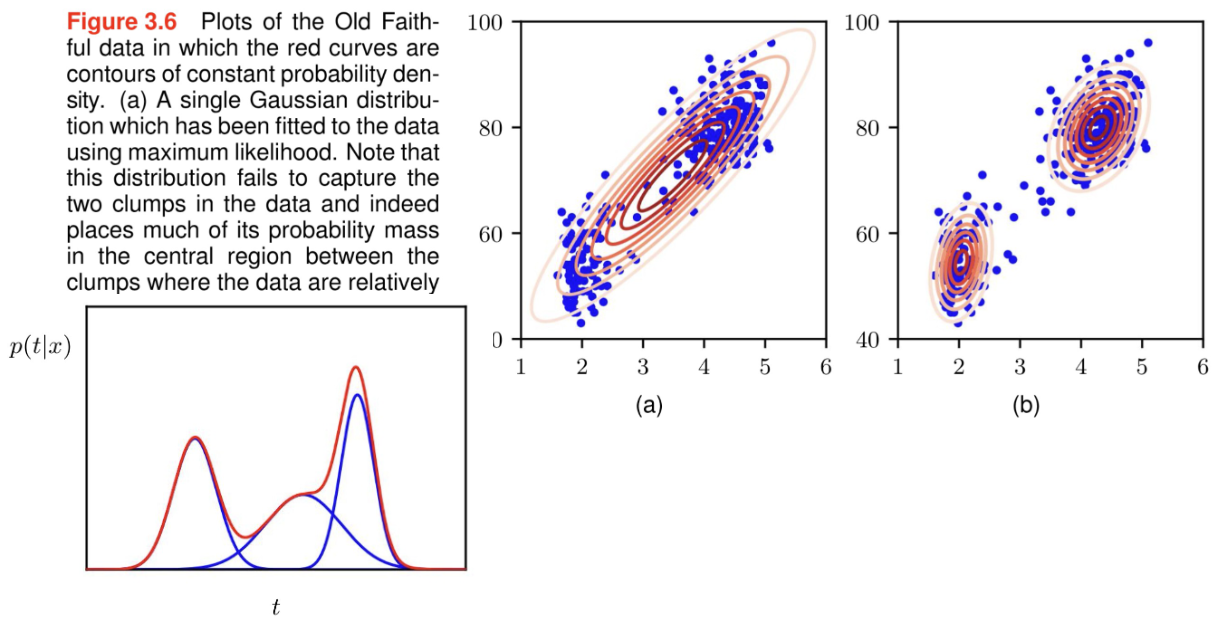 Figure 3.6 Plots of the Old Faith-
ful data in which the red curves are
contours of constant probability den-
sity. (a) A single Gaussian distribu-
tion which has been fitted to the data
using maximum likelihood. Note that
this distribution fails to capture the
two clumps in the data and indeed
places much of its probability mass
in the central region between the
clumps where the data are relatively
100
80
60
0
1 2 3 4 5 6
(a)
100
80
60
40
1 2 3 4 5 6
(b)
p(t|x)
t